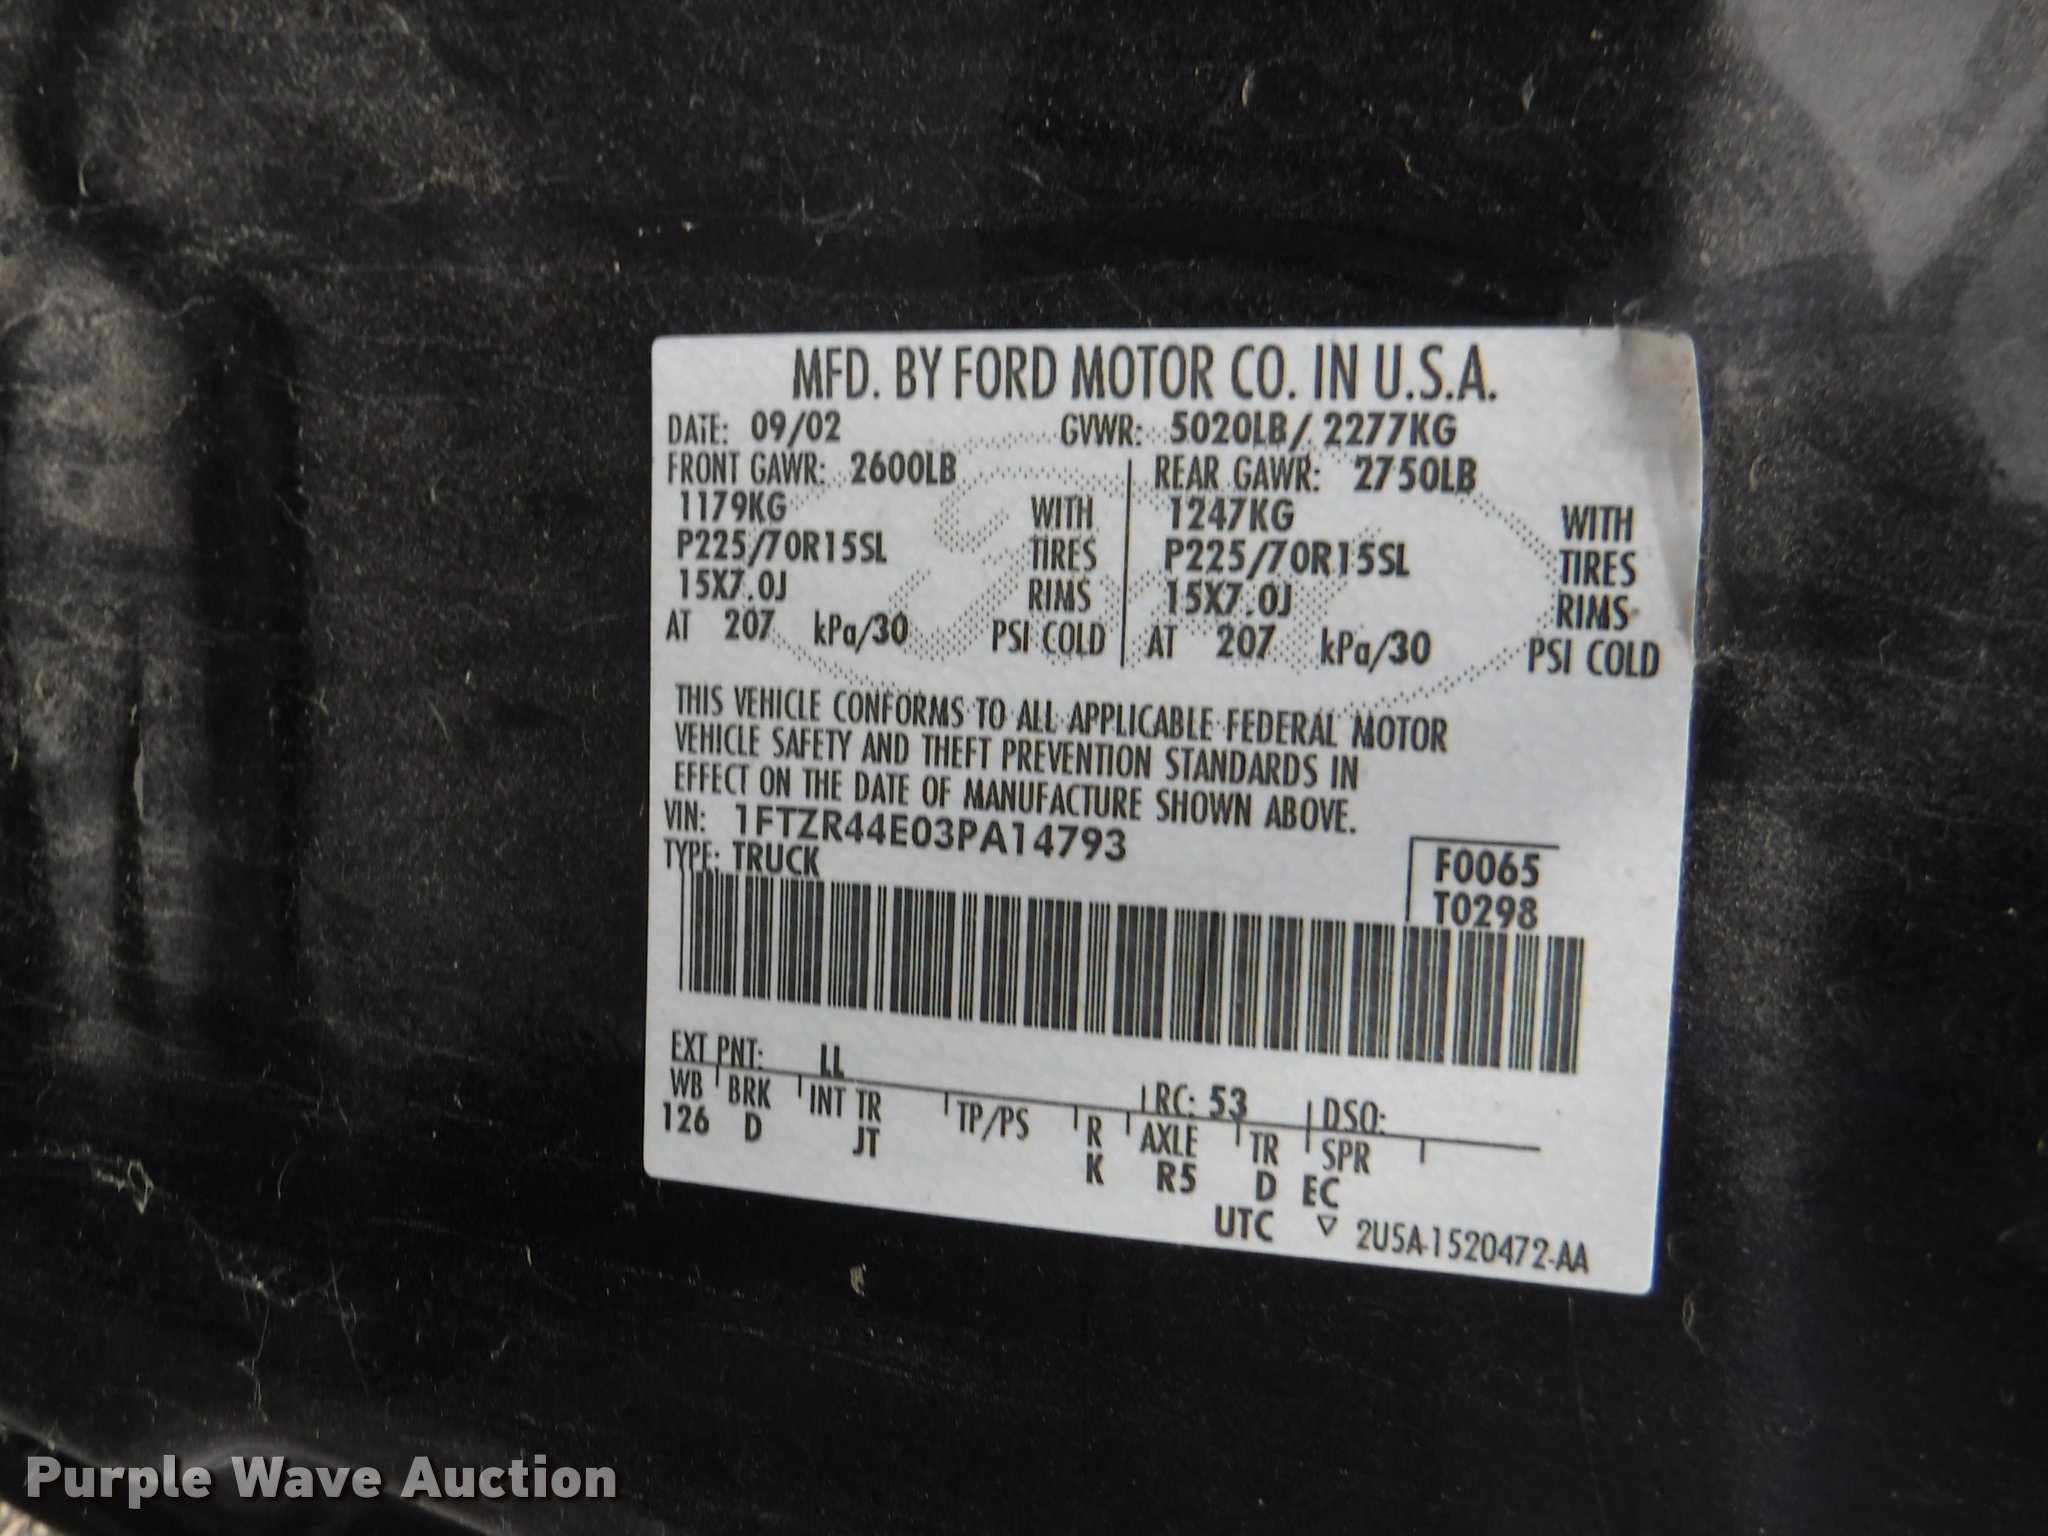 MFD. BY FORD MOTOR CO. IN U.S.A.
DATE: 09/02 GVWR: 5020LB / 2277KG
FRONT GAWR: 2600LB REAR GAWR: 2750LB
1179KG WITH 1247KG WITH
P225/70R15SL TIRES P225/70R15SL TIRES
15X7.0J RIMS 15X7.0J RIMS
AT 207 kPa/30 PSI COLD AT 207 kPa/30 PSI COLD
THIS VEHICLE CONFORMS TO ALL APPLICABLE FEDERAL MOTOR
VEHICLE SAFETY AND THEFT PREVENTION STANDARDS IN
EFFECT ON THE DATE OF MANUFACTURE SHOWN ABOVE.
VIN: 1FTZR44E03PA14793
TYPE: TRUCK
F0065
T0298
EXT PNT: LL RC: 53 DSO:
WB BRK INT TR TP/PS R AXLE TR SPR
126 D JT K R5 D EC
UTC ▽ 2U5A-1520472-AA
Purple Wave Auction